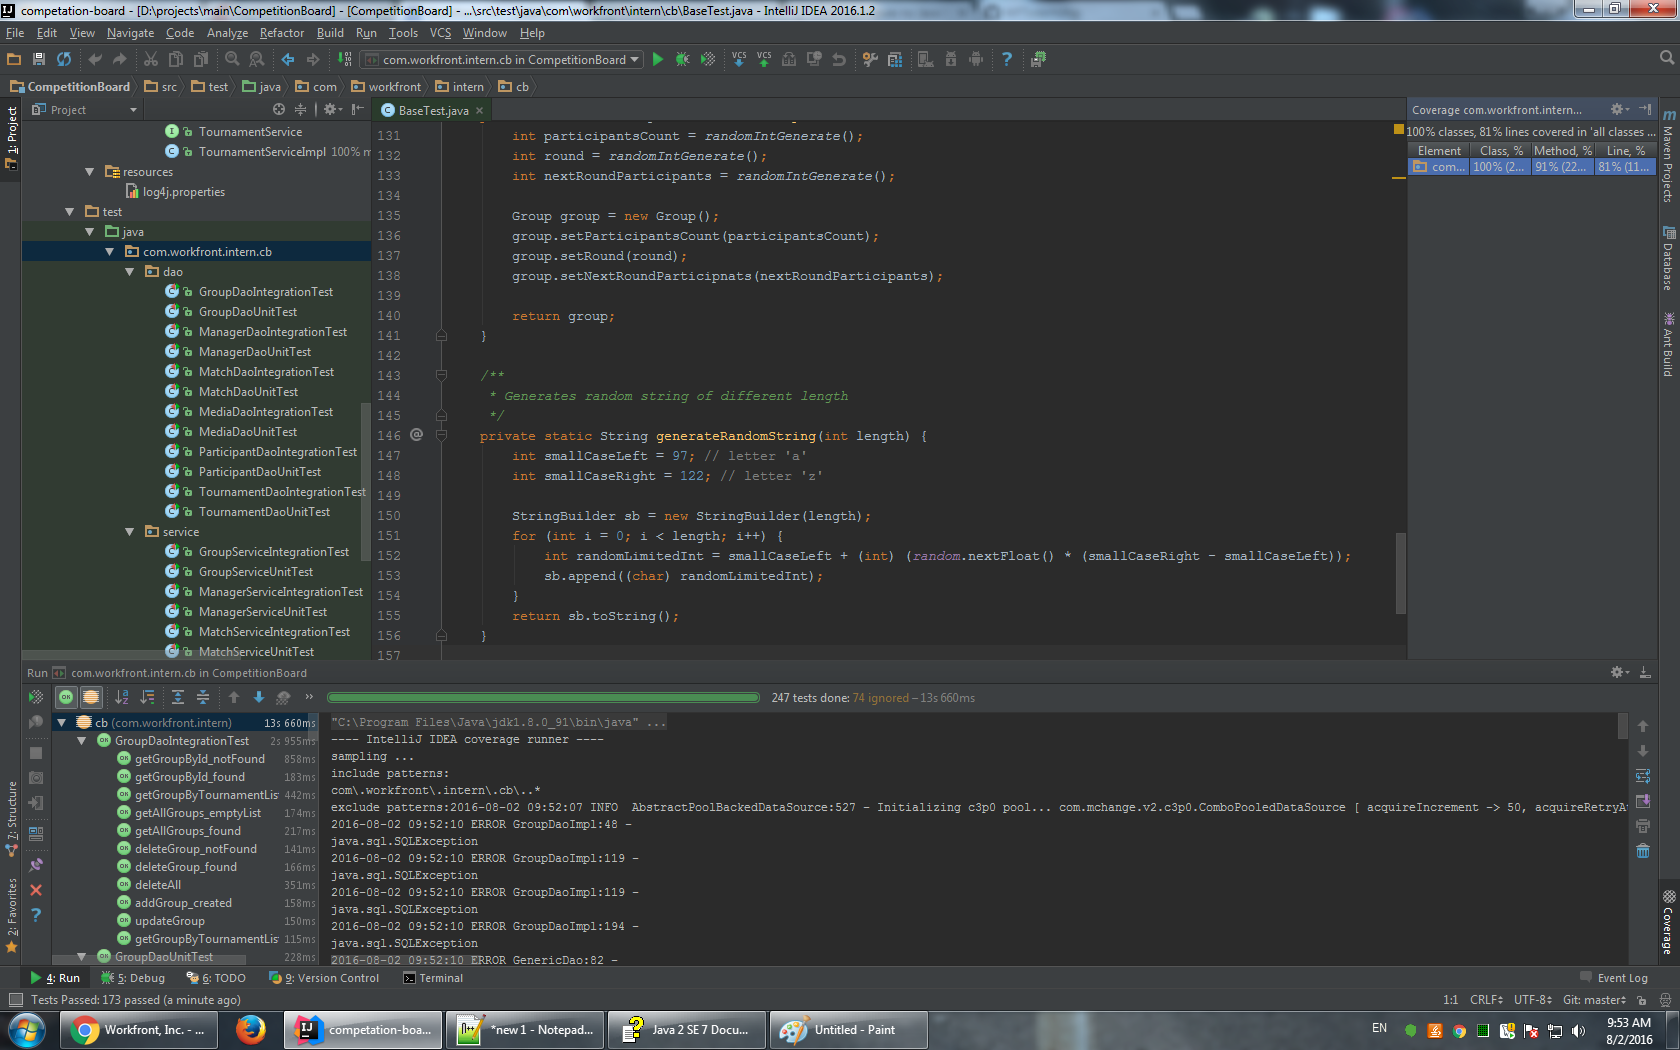 competation-board - [D:\projects\main\CompetitionBoard] - [CompetitionBoard] - ...\src\test\java\com\workfront\intern\cb\BaseTest.java - IntelliJ IDEA 2016.1.2
File Edit View Navigate Code Analyze Refactor Build Run Tools VCS Window Help
com.workfront.intern.cb in CompetitionBoard
VCS VCS
CompetitionBoard src test java com workfront intern cb
1: Project
Project
TournamentService
TournamentServiceImpl 100% m
resources
log4j.properties
test
java
com.workfront.intern.cb
dao
GroupDaoIntegrationTest
GroupDaoUnitTest
ManagerDaoIntegrationTest
ManagerDaoUnitTest
MatchDaoIntegrationTest
MatchDaoUnitTest
MediaDaoIntegrationTest
MediaDaoUnitTest
ParticipantDaoIntegrationTest
ParticipantDaoUnitTest
TournamentDaoIntegrationTest
TournamentDaoUnitTest
service
GroupServiceIntegrationTest
GroupServiceUnitTest
ManagerServiceIntegrationTest
ManagerServiceUnitTest
MatchServiceIntegrationTest
MatchServiceUnitTest
BaseTest.java
131 int participantsCount = randomIntGenerate();
132 int round = randomIntGenerate();
133 int nextRoundParticipants = randomIntGenerate();
134
135 Group group = new Group();
136 group.setParticipantsCount(participantsCount);
137 group.setRound(round);
138 group.setNextRoundParticipnats(nextRoundParticipants);
139
140 return group;
141 }
142
143 /**
144 * Generates random string of different length
145 */
146 private static String generateRandomString(int length) {
147 int smallCaseLeft = 97; // letter 'a'
148 int smallCaseRight = 122; // letter 'z'
149
150 StringBuilder sb = new StringBuilder(length);
151 for (int i = 0; i < length; i++) {
152 int randomLimitedInt = smallCaseLeft + (int) (random.nextFloat() * (smallCaseRight - smallCaseLeft));
153 sb.append((char) randomLimitedInt);
154 }
155 return sb.toString();
156 }
157
Coverage com.workfront.intern...
100% classes, 81% lines covered in 'all classes ...
Element Class, % Method, % Line, %
com... 100% (2... 91% (22... 81% (11...
Maven Projects
Database
Ant Build
Run com.workfront.intern.cb in CompetitionBoard
247 tests done: 74 ignored – 13s 660ms
cb (com.workfront.intern) 13s 660ms
GroupDaoIntegrationTest 2s 955ms
getGroupById_notFound 858ms
getGroupById_found 183ms
getGroupByTournamentLis 442ms
getAllGroups_emptyList 174ms
getAllGroups_found 217ms
deleteGroup_notFound 141ms
deleteGroup_found 166ms
deleteAll 351ms
addGroup_created 158ms
updateGroup 150ms
getGroupByTournamentLis 115ms
GroupDaoUnitTest 228ms
"C:\Program Files\Java\jdk1.8.0_91\bin\java" ...
---- IntelliJ IDEA coverage runner ----
sampling ...
include patterns:
com\.workfront\.intern\.cb\..*
exclude patterns:2016-08-02 09:52:07 INFO AbstractPoolBackedDataSource:527 - Initializing c3p0 pool... com.mchange.v2.c3p0.ComboPooledDataSource [ acquireIncrement -> 50, acquireRetryA
2016-08-02 09:52:10 ERROR GroupDaoImpl:48 -
java.sql.SQLException
2016-08-02 09:52:10 ERROR GroupDaoImpl:119 -
java.sql.SQLException
2016-08-02 09:52:10 ERROR GroupDaoImpl:119 -
java.sql.SQLException
2016-08-02 09:52:10 ERROR GroupDaoImpl:194 -
java.sql.SQLException
2016-08-02 09:52:10 ERROR GenericDao:82 -
7: Structure
2: Favorites
Coverage
4: Run 5: Debug 6: TODO 9: Version Control Terminal Event Log
Tests Passed: 173 passed (a minute ago) 1:1 CRLF UTF-8 Git: master
Workfront, Inc. - ... competation-boa... *new 1 - Notepad... Java 2 SE 7 Docu... Untitled - Paint
EN
9:53 AM
8/2/2016